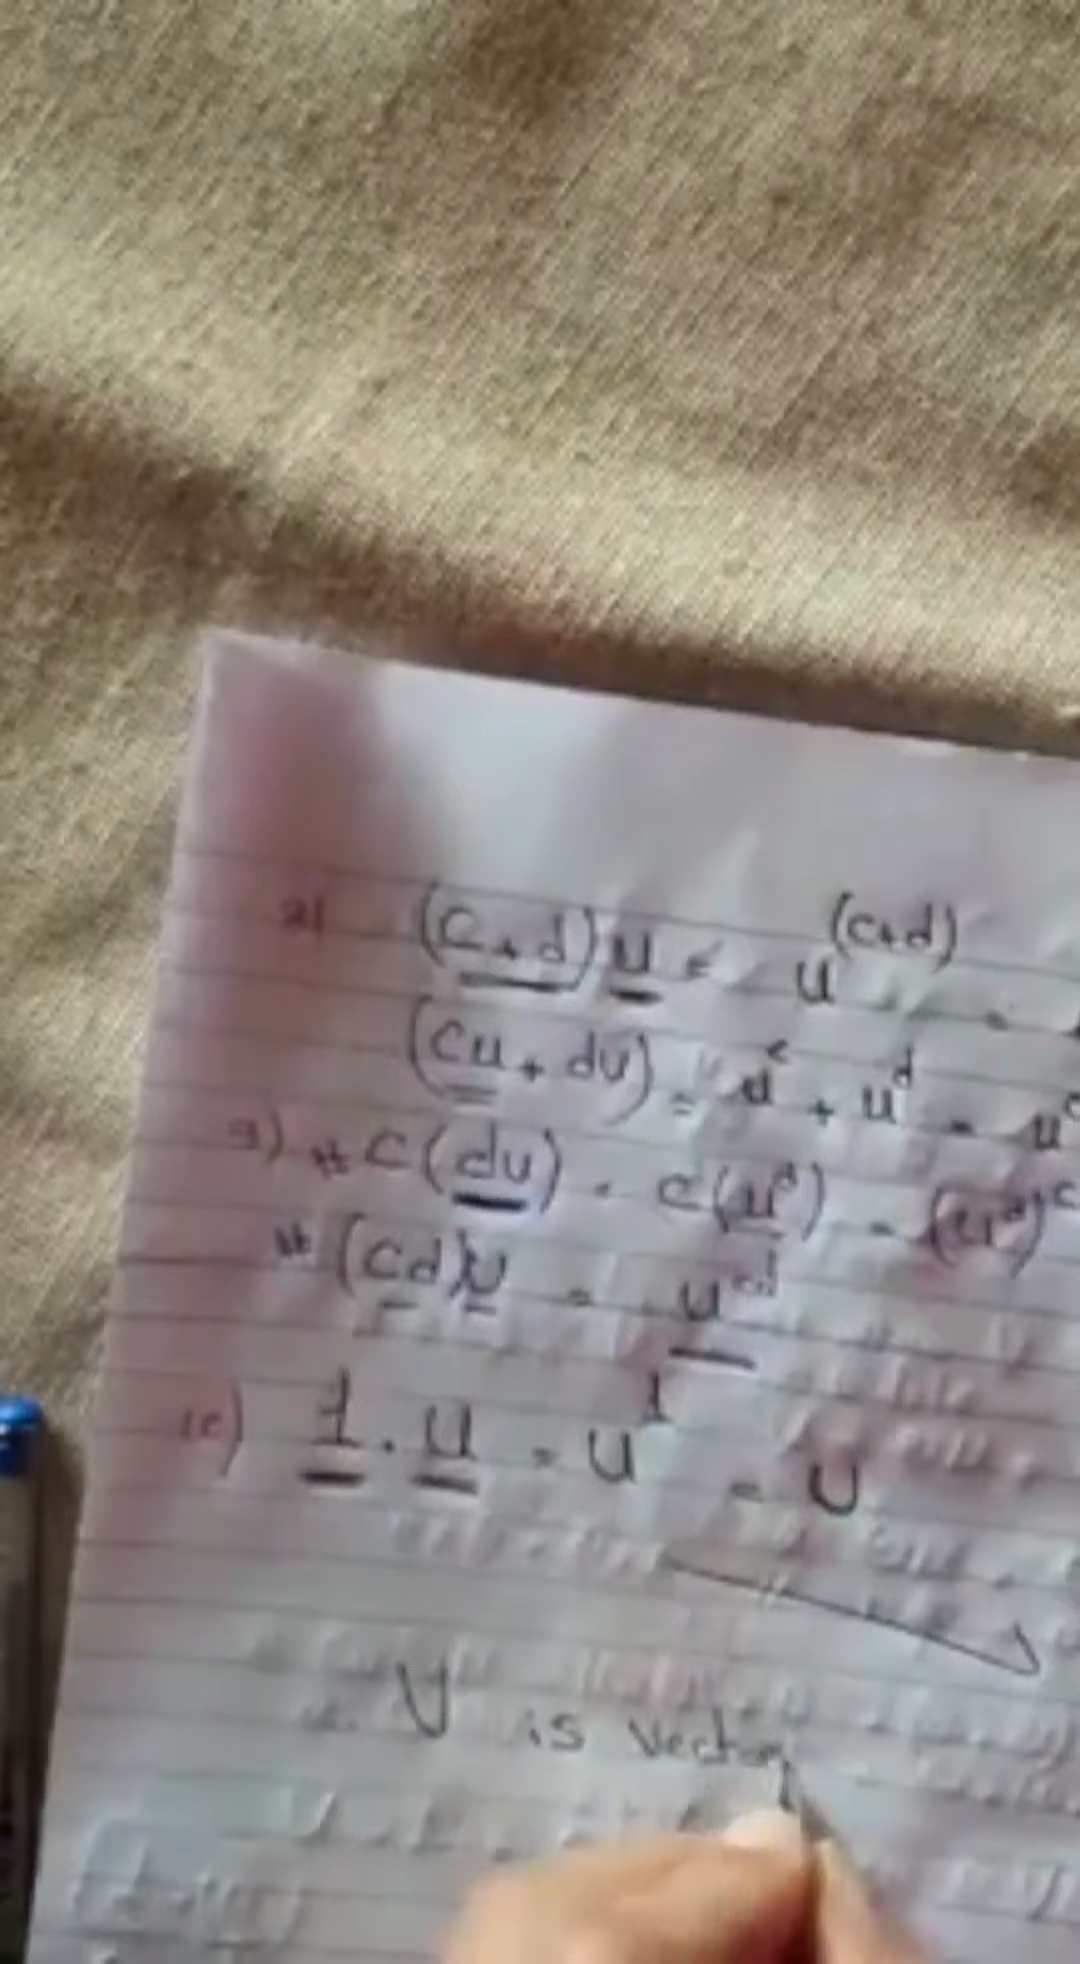 (c+d)u = u^(c+d) =
(cu + du) = u^c + u^d = u^c
9) # c(du) = c(u^d) = (u^d)^c
# (cd)u = u^cd
10) 1 . u = u^1 = u
V is vector